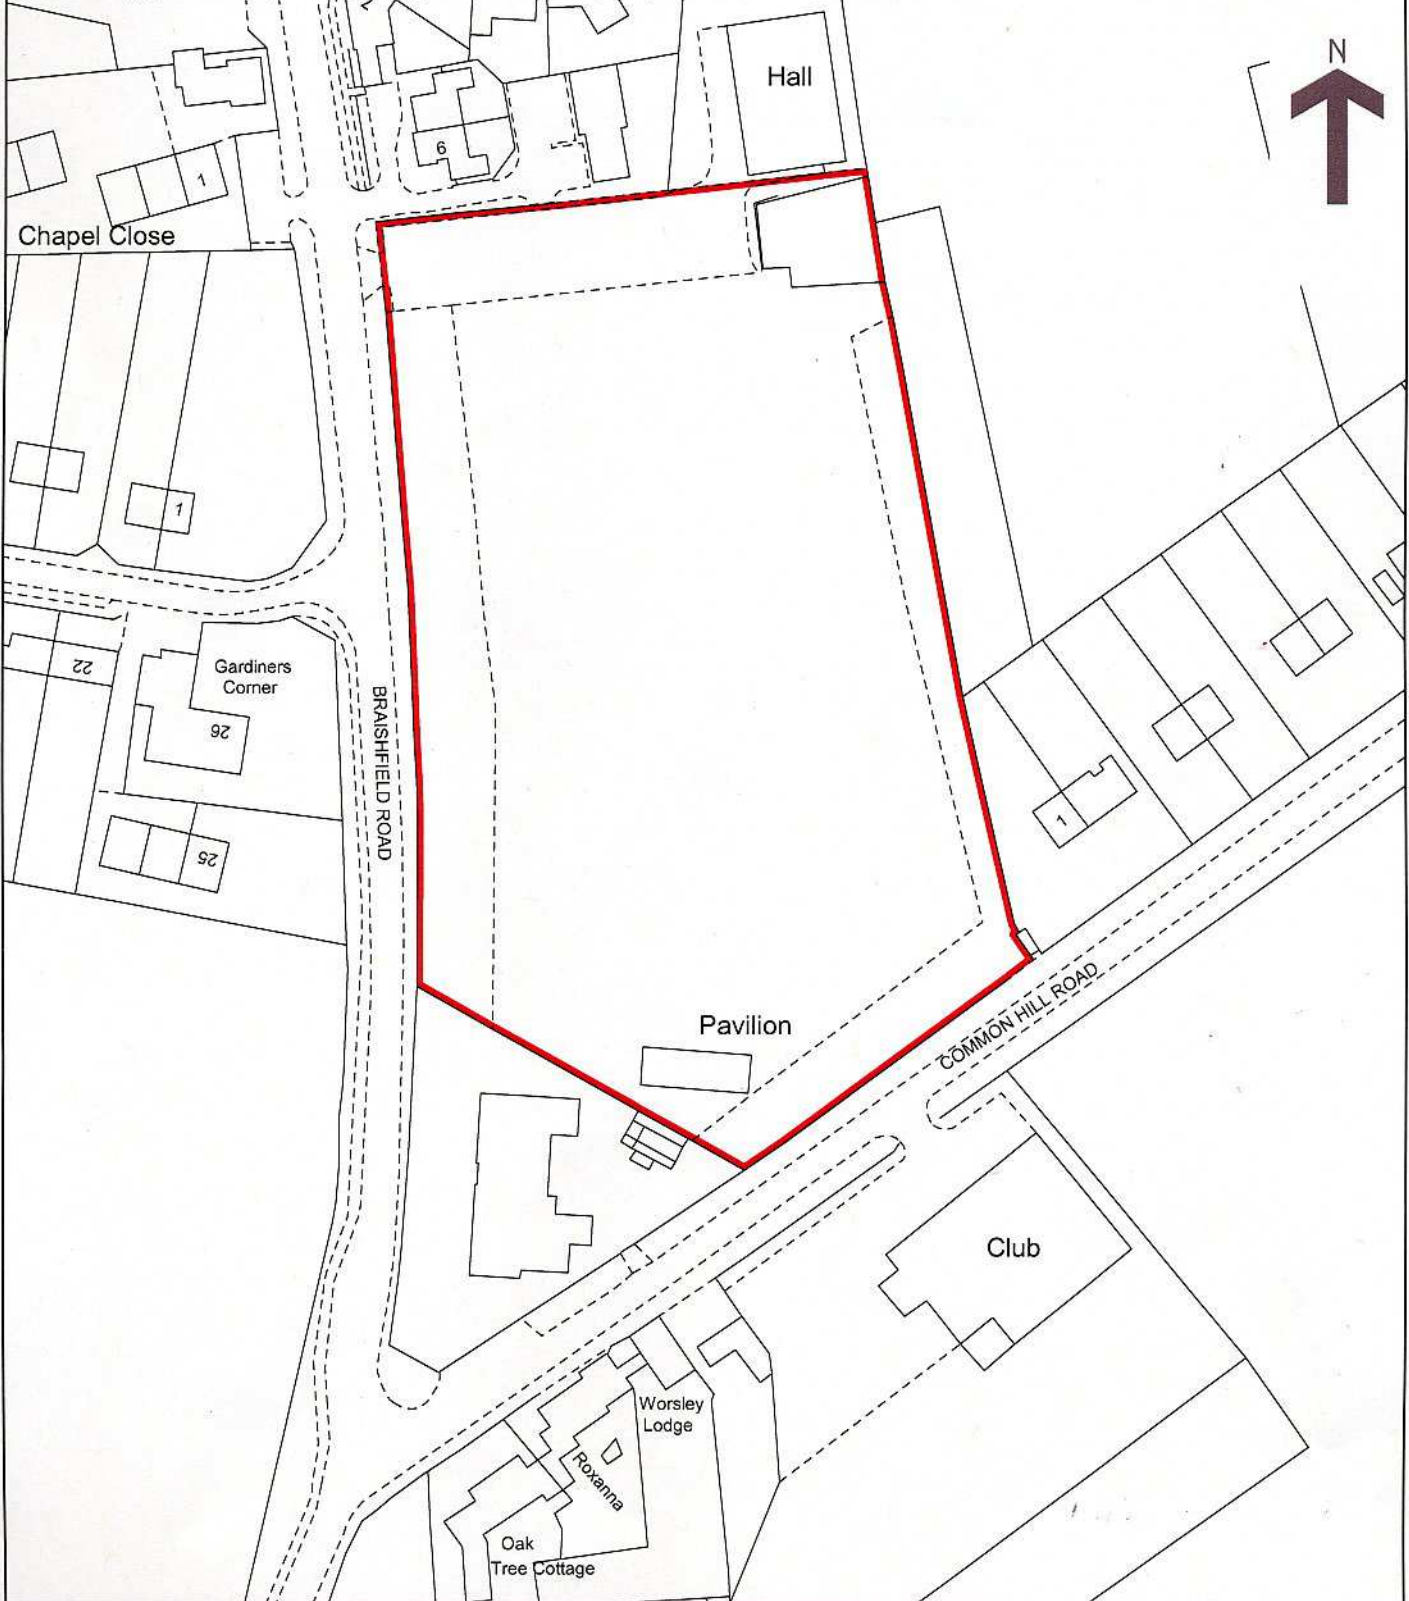 N
Hall
6
1
Chapel Close
1
22
Gardiners
Corner
26
BRAISHFIELD ROAD
25
1
Pavilion
COMMON HILL ROAD
Club
Worsley
Lodge
Roxanna
Oak
Tree Cottage